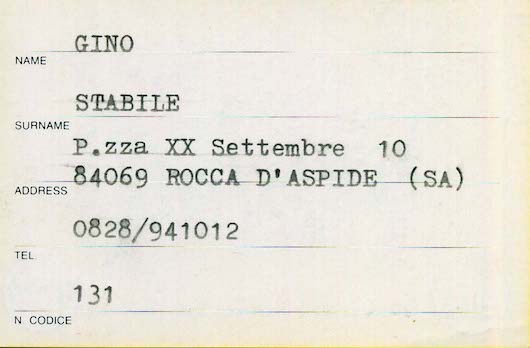 GINO
NAME
STABILE
SURNAME
P.zza XX Settembre 10
84069 ROCCA D'ASPIDE (SA)
ADDRESS
0828/941012
TEL
131
N CODICE